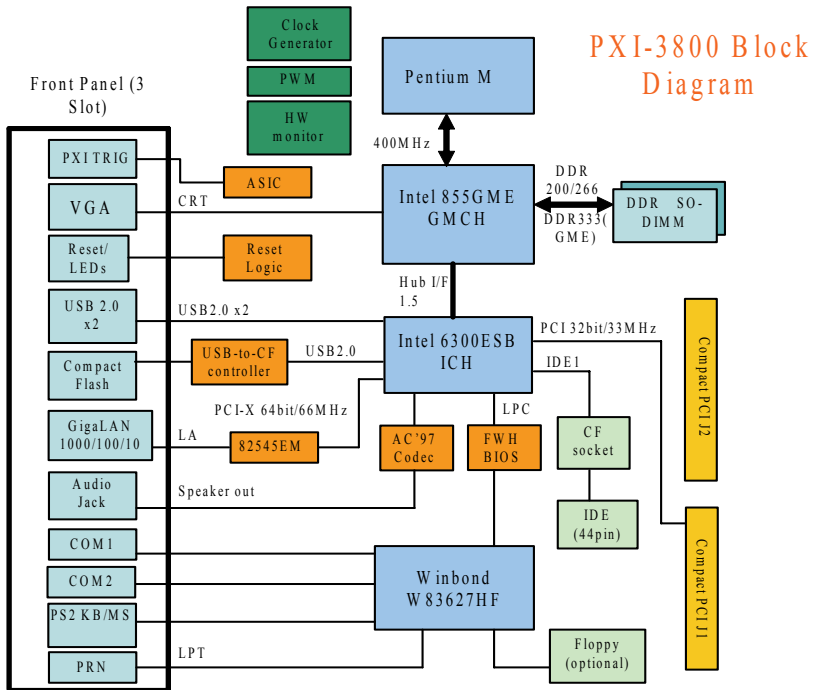 PXI-3800 Block
Diagram
Clock
Generator
PWM
HW
monitor
Pentium M
400MHz
Front Panel (3
Slot)
PXI TRIG
ASIC
VGA
CRT
Intel 855GME
GMCH
DDR
200/266
DDR333(
GME)
DDR SO-
DIMM
Reset/
LEDs
Reset
Logic
Hub I/F
1.5
USB 2.0
x2
USB2.0 x2
Intel 6300ESB
ICH
PCI 32bit/33MHz
Compact PCI J2
Compact
Flash
USB-to-CF
controller
USB2.0
IDE1
PCI-X 64bit/66MHz
LPC
GigaLAN
1000/100/10
LA
82545EM
AC'97
Codec
FWH
BIOS
CF
socket
Audio
Jack
Speaker out
IDE
(44pin)
Compact PCI J1
COM1
COM2
PS2 KB/MS
Winbond
W83627HF
PRN
LPT
Floppy
(optional)